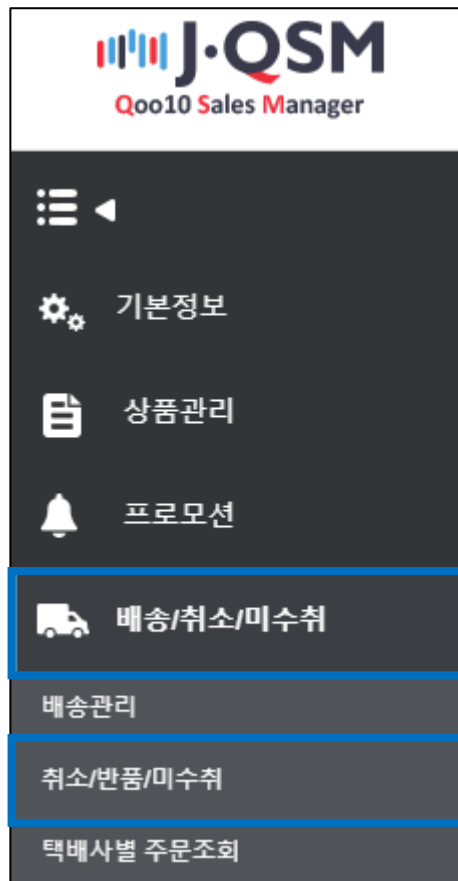 J·QSM
Qoo10 Sales Manager
기본정보
상품관리
프로모션
배송/취소/미수취
배송관리
취소/반품/미수취
택배사별 주문조회